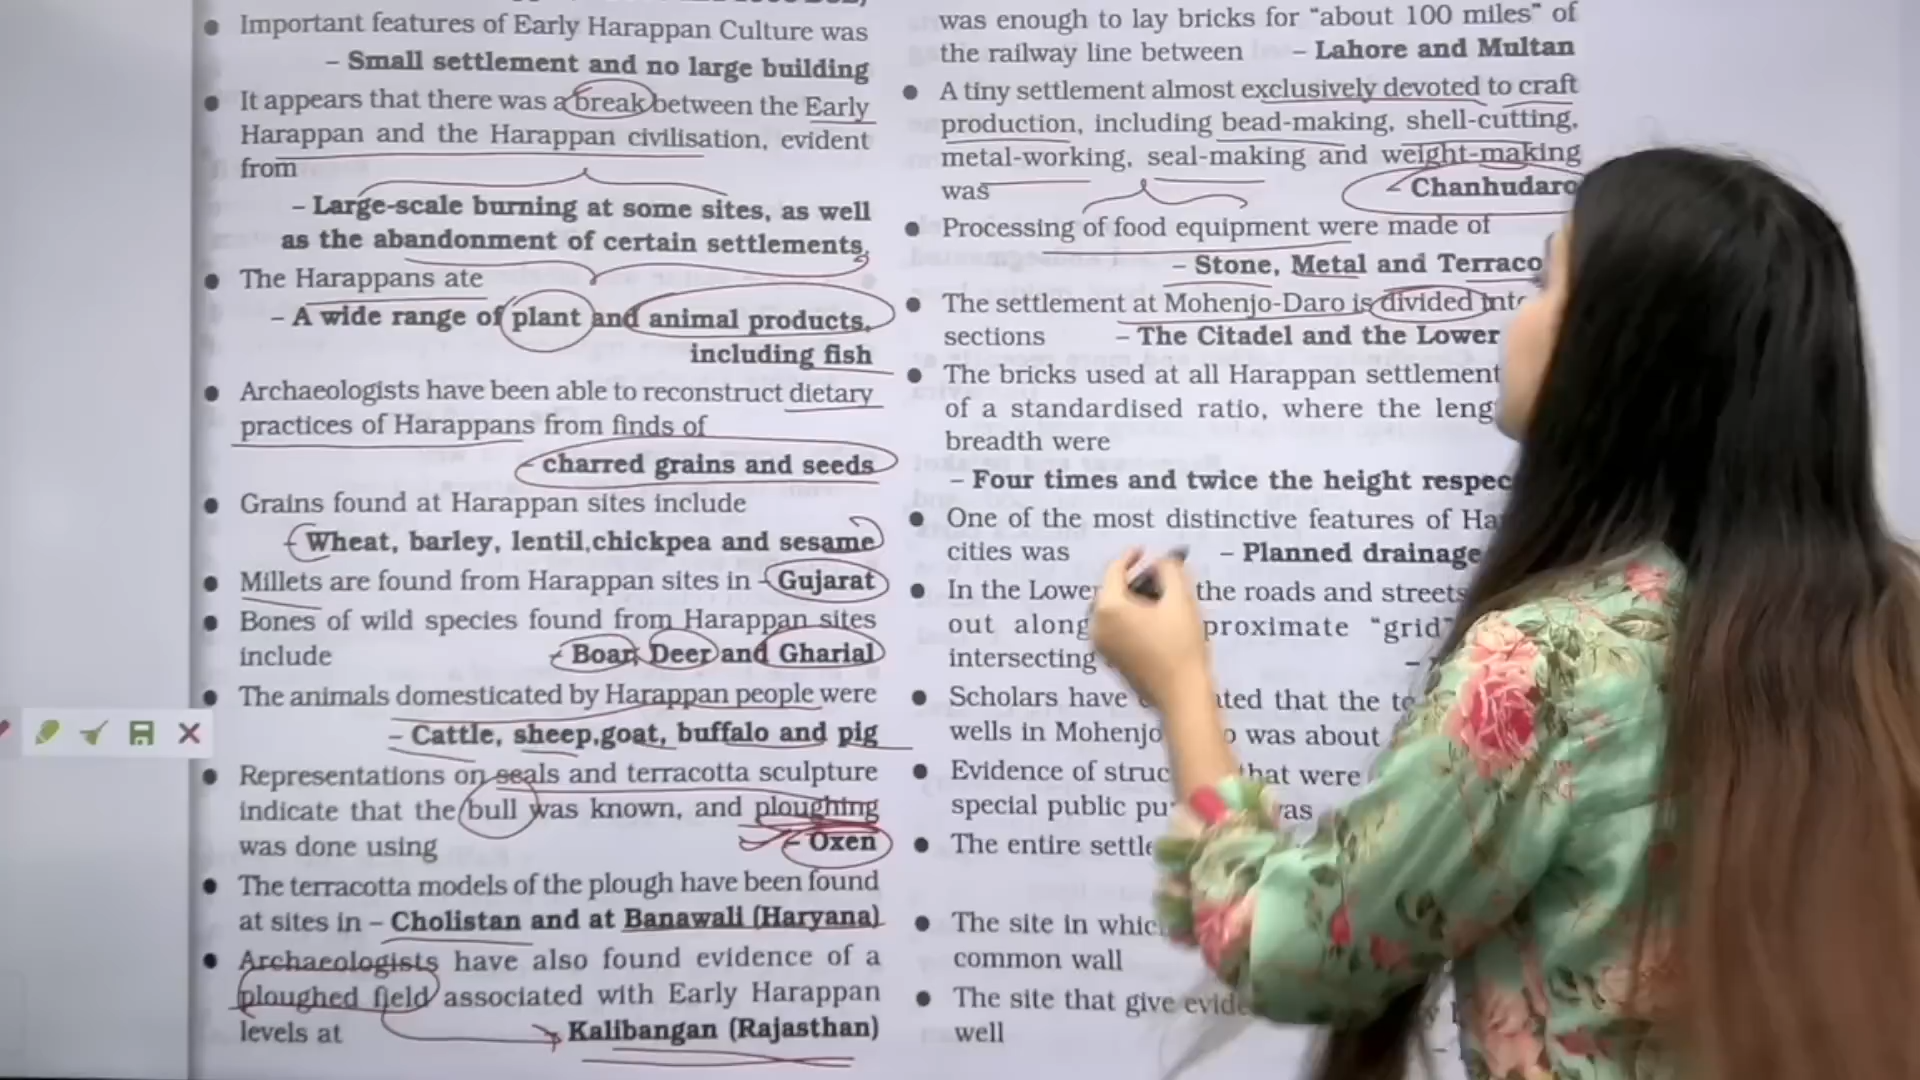 Important features of Early Harappan Culture was
– Small settlement and no large building
It appears that there was a break between the Early
Harappan and the Harappan civilisation, evident
from
– Large-scale burning at some sites, as well
as the abandonment of certain settlements,
The Harappans ate
– A wide range of plant and animal products,
including fish
Archaeologists have been able to reconstruct dietary
practices of Harappans from finds of
– charred grains and seeds
Grains found at Harappan sites include
– Wheat, barley, lentil,chickpea and sesame
Millets are found from Harappan sites in – Gujarat
Bones of wild species found from Harappan sites
include – Boar, Deer and Gharial
The animals domesticated by Harappan people were
– Cattle, sheep,goat, buffalo and pig
Representations on seals and terracotta sculpture
indicate that the bull was known, and ploughing
was done using – Oxen
The terracotta models of the plough have been found
at sites in – Cholistan and at Banawali (Haryana)
Archaeologists have also found evidence of a
ploughed field associated with Early Harappan
levels at Kalibangan (Rajasthan)
was enough to lay bricks for “about 100 miles” of
the railway line between – Lahore and Multan
A tiny settlement almost exclusively devoted to craft
production, including bead-making, shell-cutting,
metal-working, seal-making and weight-making
was – Chanhudaro
Processing of food equipment were made of
– Stone, Metal and
The settlement at Mohenjo-Daro is divided
sections – The Citadel and the Lower
The bricks used at all Harappan settlement
of a standardised ratio, where the
breadth were
– Four times and twice the height
One of the most distinctive features of
cities was – Planned drainage
In the the roads and streets
out along “grid”
intersecting
Scholars have that the
wells in was about
Evidence of that were
special public
The entire
The site in
common wall
The site that give
well